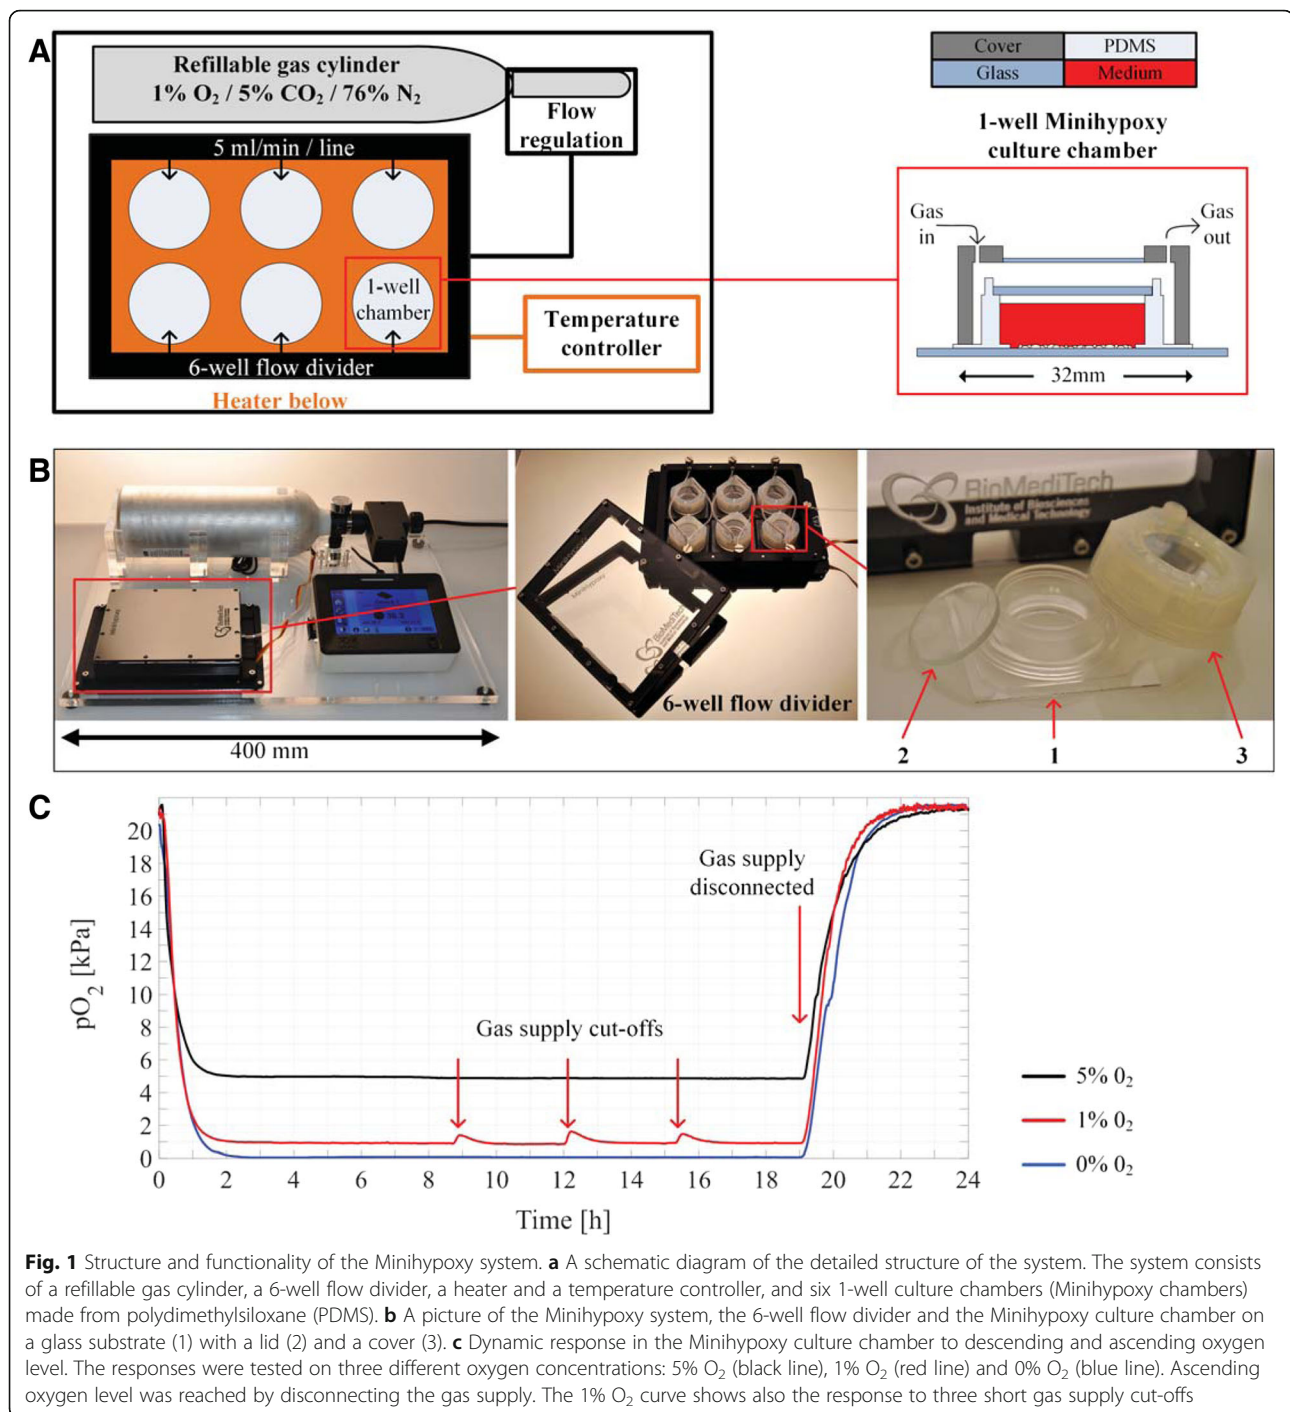 A
Refillable gas cylinder
1% O₂ / 5% CO₂ / 76% N₂
Flow
regulation
5 ml/min / line
1-well
chamber
6-well flow divider
Heater below
Temperature
controller
Cover
PDMS
Glass
Medium
1-well Minihypoxy
culture chamber
Gas
in
Gas
out
32mm
B
400 mm
BioMediTech
6-well flow divider
BioMediTech
Institute of Biosciences
and Medical Technology
2
1
3
C
pO₂ [kPa]
20
18
16
14
12
10
8
6
4
2
0
Gas supply
disconnected
Gas supply cut-offs
0 2 4 6 8 10 12 14 16 18 20 22 24
Time [h]
5% 0₂
1% 0₂
0% 0₂
Fig. 1 Structure and functionality of the Minihypoxy system. a A schematic diagram of the detailed structure of the system. The system consists
of a refillable gas cylinder, a 6-well flow divider, a heater and a temperature controller, and six 1-well culture chambers (Minihypoxy chambers)
made from polydimethylsiloxane (PDMS). b A picture of the Minihypoxy system, the 6-well flow divider and the Minihypoxy culture chamber on
a glass substrate (1) with a lid (2) and a cover (3). c Dynamic response in the Minihypoxy culture chamber to descending and ascending oxygen
level. The responses were tested on three different oxygen concentrations: 5% O₂ (black line), 1% O₂ (red line) and 0% O₂ (blue line). Ascending
oxygen level was reached by disconnecting the gas supply. The 1% O₂ curve shows also the response to three short gas supply cut-offs